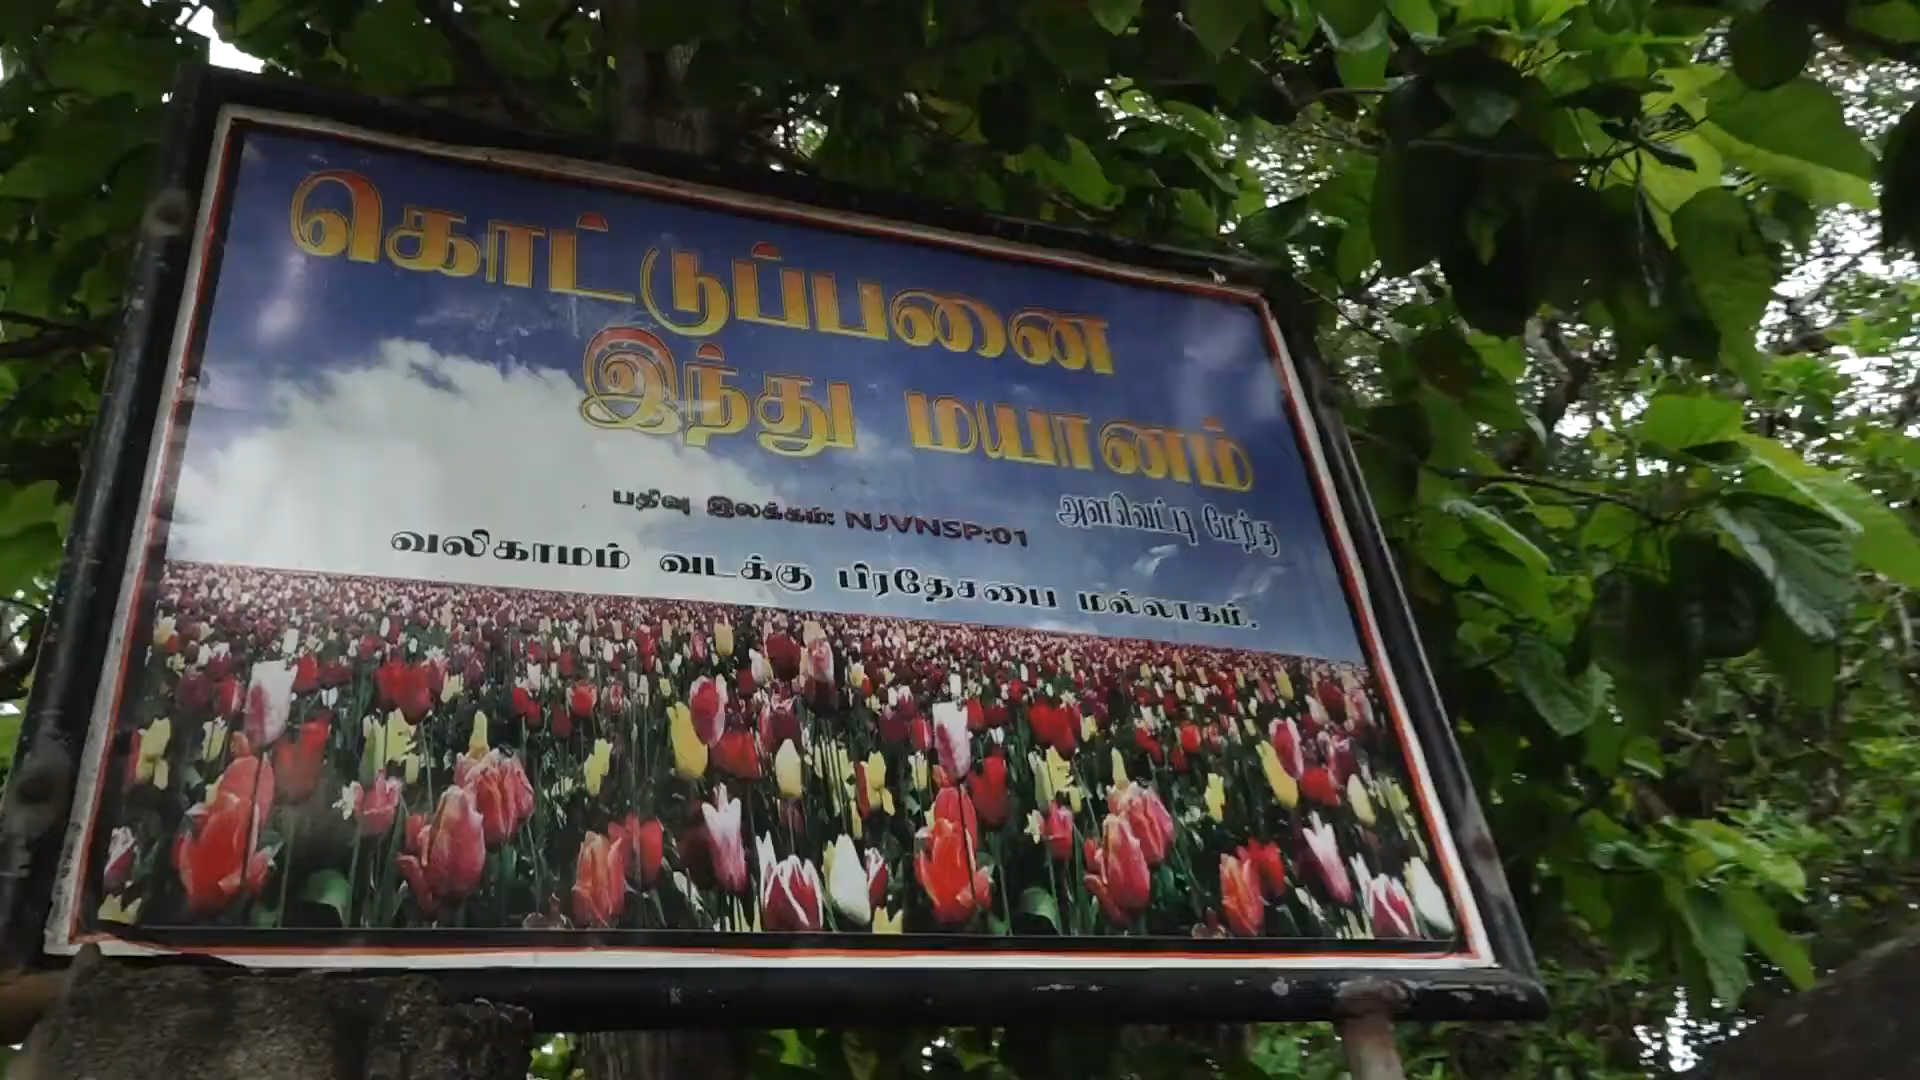 கொட்டுப்பனை
இந்து மயானம்
பதிவு இலக்கம்: NJVNSP:01
அளவெட்டி மேற்கு
வலிகாமம் வடக்கு பிரதேசபை மல்லாகம்.